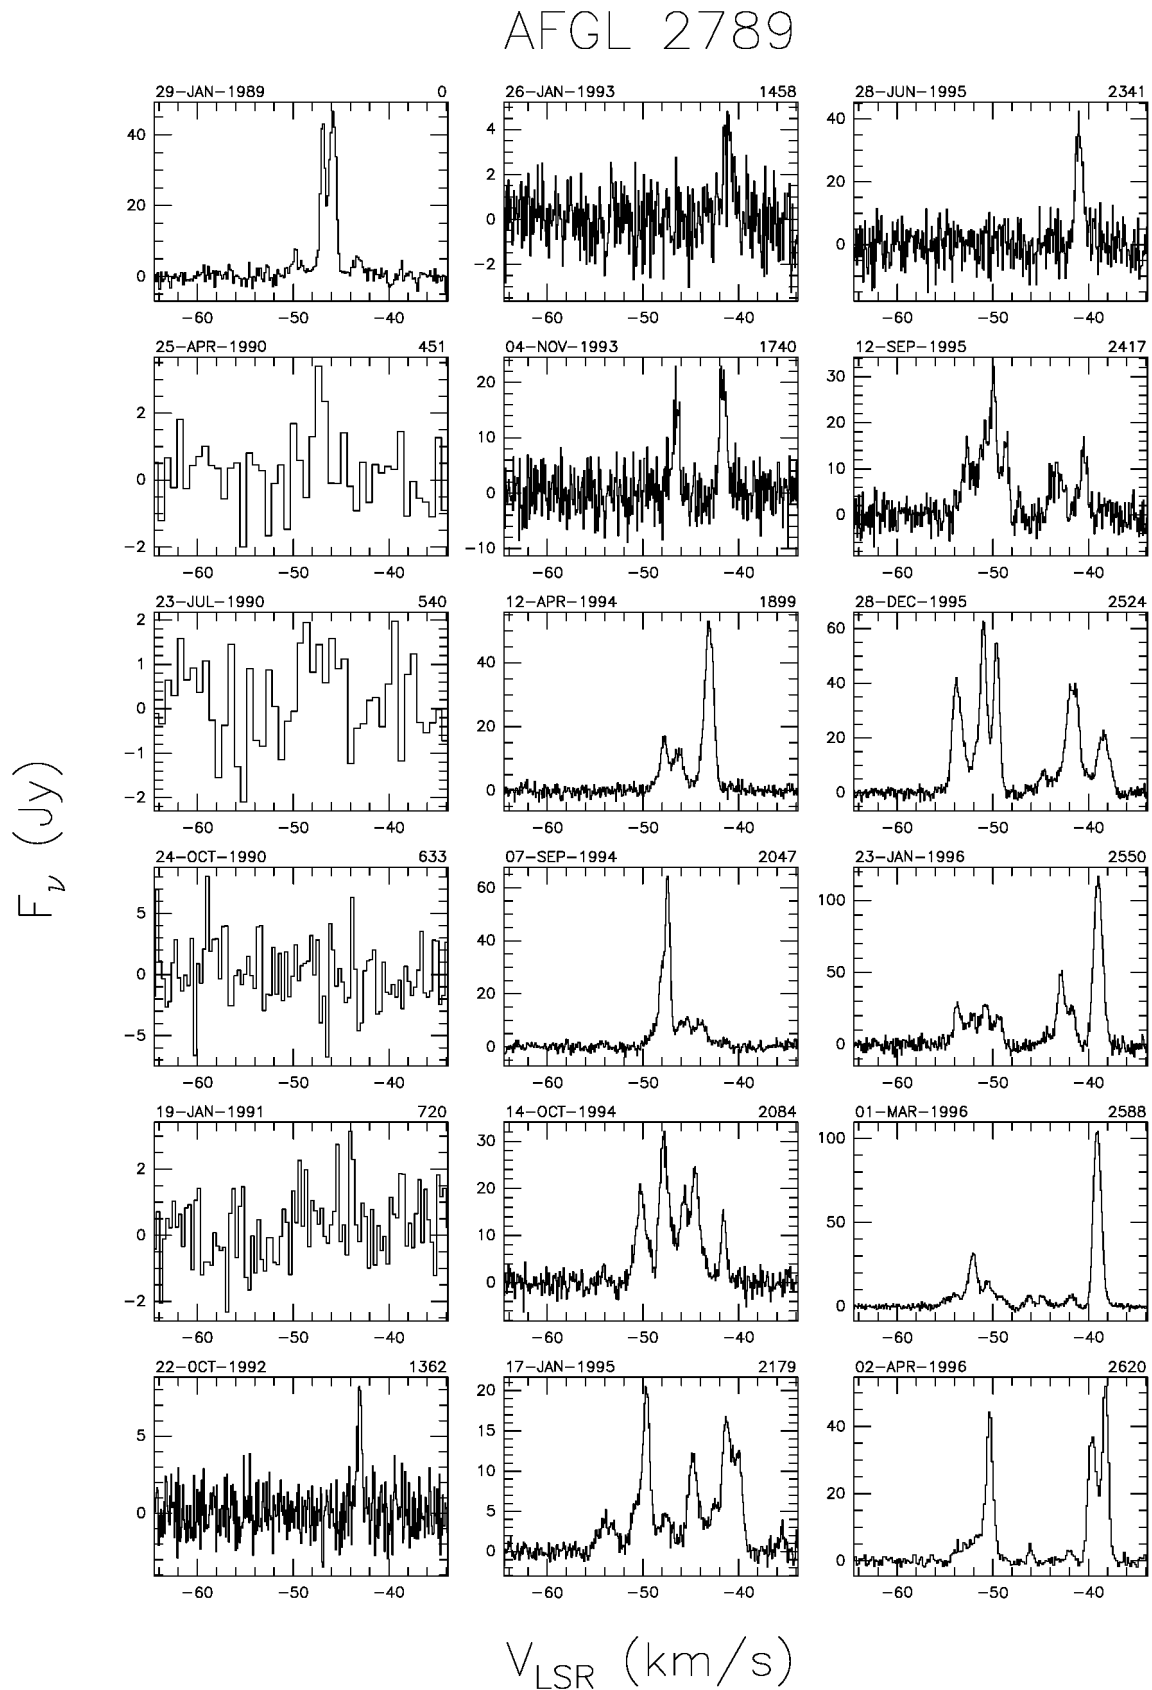 AFGL 2789
29-JAN-1989 0
40
20
0
-60 -50 -40
26-JAN-1993 1458
4
2
0
-2
-60 -50 -40
28-JUN-1995 2341
40
20
0
-60 -50 -40
25-APR-1990 451
2
0
-2
-60 -50 -40
04-NOV-1993 1740
20
10
0
-10
-60 -50 -40
12-SEP-1995 2417
30
20
10
0
-60 -50 -40
23-JUL-1990 540
2
1
0
-1
-2
-60 -50 -40
12-APR-1994 1899
40
20
0
-60 -50 -40
28-DEC-1995 2524
60
40
20
0
-60 -50 -40
24-OCT-1990 633
5
0
-5
-60 -50 -40
07-SEP-1994 2047
60
40
20
0
-60 -50 -40
23-JAN-1996 2550
100
50
0
-60 -50 -40
19-JAN-1991 720
2
0
-2
-60 -50 -40
14-OCT-1994 2084
30
20
10
0
-60 -50 -40
01-MAR-1996 2588
100
50
0
-60 -50 -40
22-OCT-1992 1362
5
0
-60 -50 -40
17-JAN-1995 2179
20
15
10
5
0
-60 -50 -40
02-APR-1996 2620
40
20
0
-60 -50 -40
Fν (Jy)
VLSR (km/s)